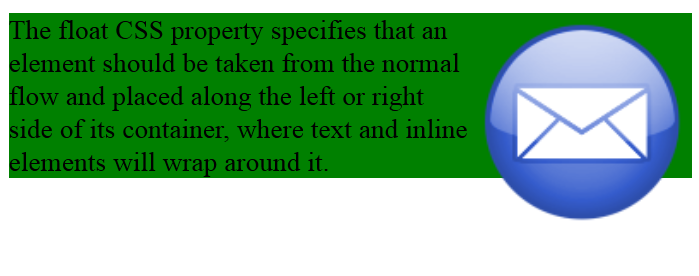 The float CSS property specifies that an
element should be taken from the normal
flow and placed along the left or right
side of its container, where text and inline
elements will wrap around it.